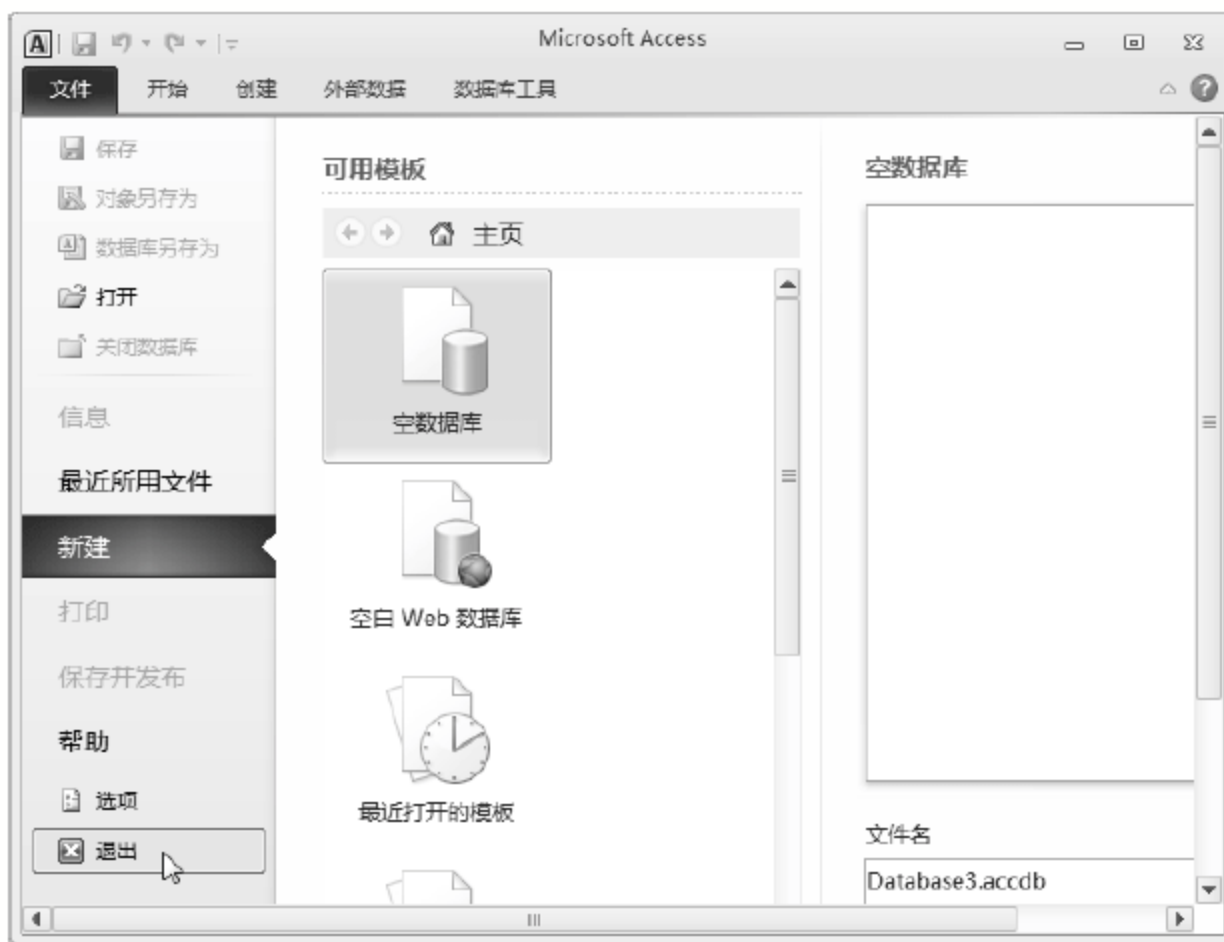 Microsoft Access
文件 开始 创建 外部数据 数据库工具
保存
对象另存为
数据库另存为
打开
关闭数据库
信息
最近所用文件
新建
打印
保存并发布
帮助
选项
退出
可用模板
主页
空数据库
空白 Web 数据库
最近打开的模板
空数据库
文件名
Database3.accdb